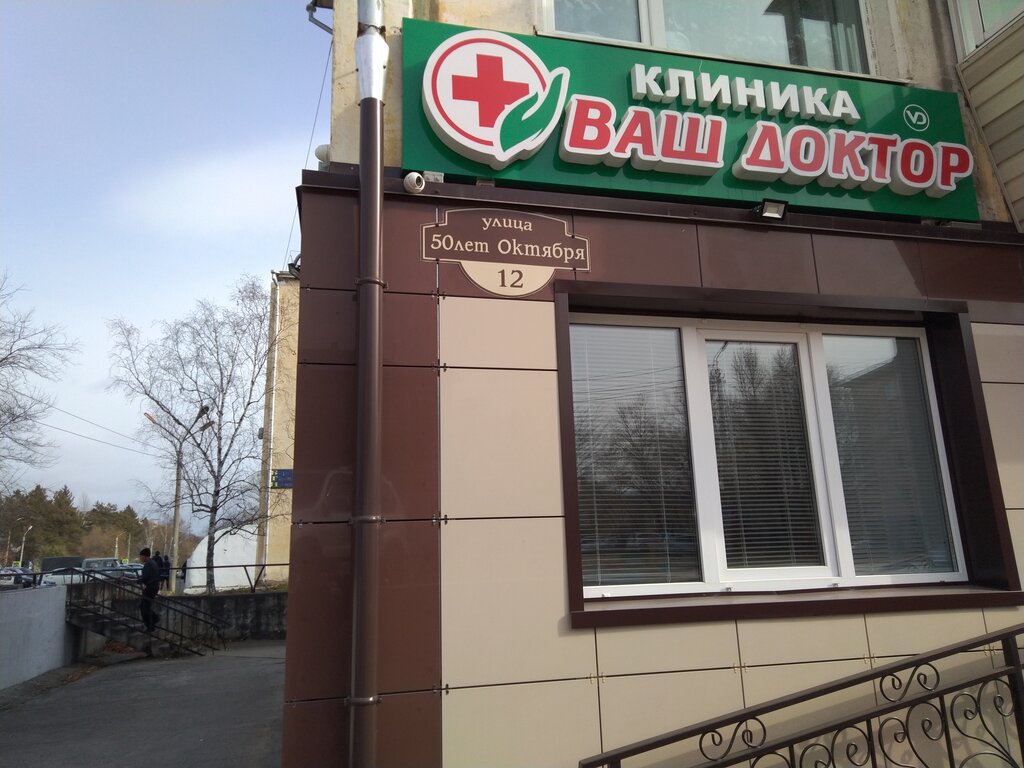 КЛИНИКА
ВАШ ДОКТОР
VD
улица
50лет Октября
12